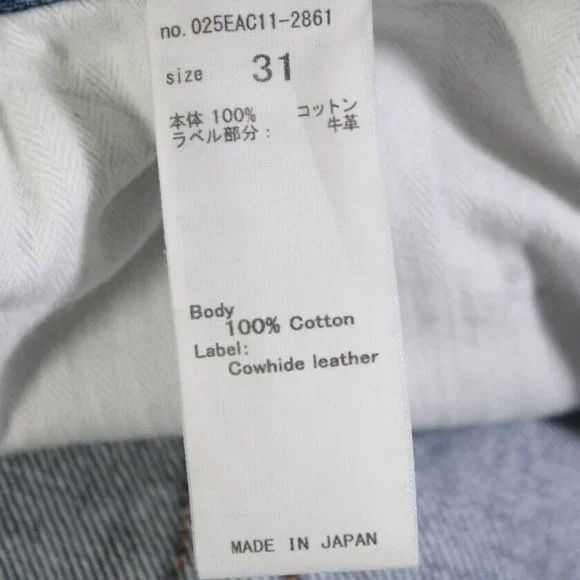 no. 025EAC11-2861
size 31
本体 100% コットン
ラベル部分： 牛革
Body
100% Cotton
Label:
Cowhide leather
MADE IN JAPAN